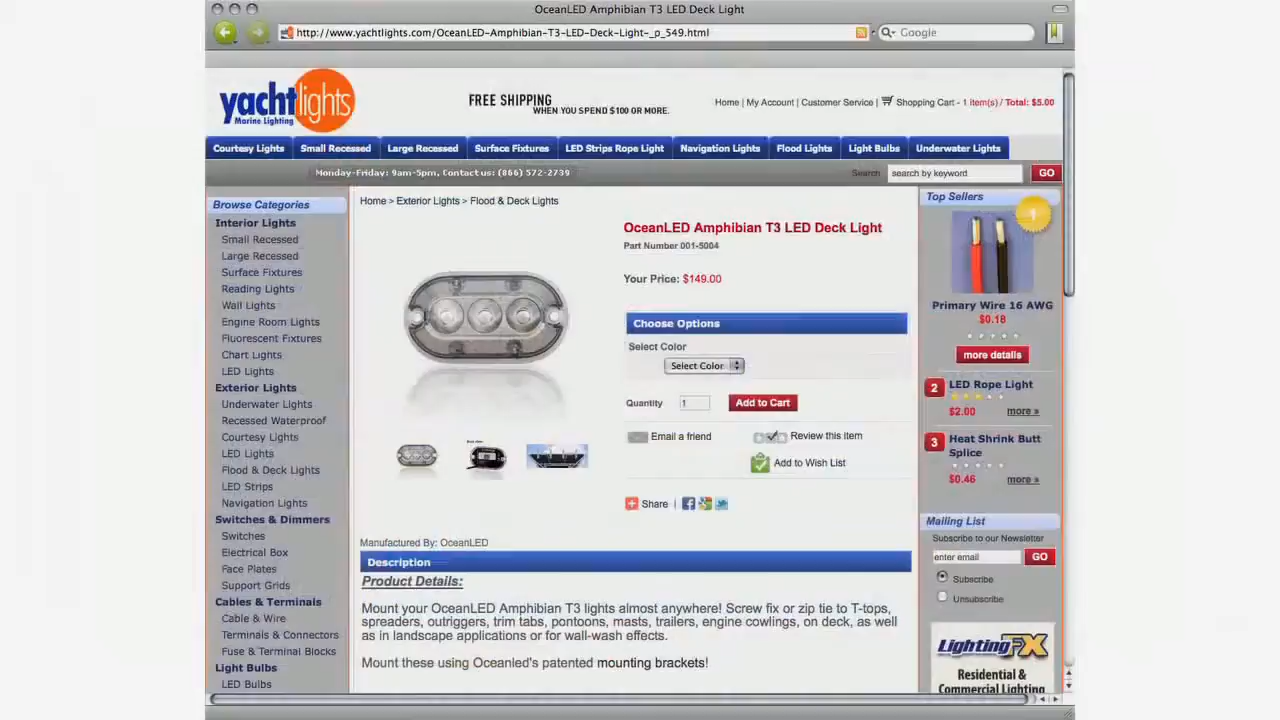 OceanLED Amphibian T3 LED Deck Light
http://www.yachtlights.com/OceanLED-Amphibian-T3-LED-Deck-Light-_p_549.html
Google
yachtlights
Marine Lighting
FREE SHIPPING
WHEN YOU SPEND $100 OR MORE.
Home | My Account | Customer Service | Shopping Cart - 1 item(s) / Total: $5.00
Courtesy Lights Small Recessed Large Recessed Surface Fixtures LED Strips Rope Light Navigation Lights Flood Lights Light Bulbs Underwater Lights
Monday-Friday: 9am-5pm, Contact us: (866) 572-2739
Search search by keyword GO
Browse Categories
Interior Lights
Small Recessed
Large Recessed
Surface Fixtures
Reading Lights
Wall Lights
Engine Room Lights
Fluorescent Fixtures
Chart Lights
LED Lights
Exterior Lights
Underwater Lights
Recessed Waterproof
Courtesy Lights
LED Lights
Flood & Deck Lights
LED Strips
Navigation Lights
Switches & Dimmers
Switches
Electrical Box
Face Plates
Support Grids
Cables & Terminals
Cable & Wire
Terminals & Connectors
Fuse & Terminal Blocks
Light Bulbs
LED Bulbs
Home > Exterior Lights > Flood & Deck Lights
OceanLED Amphibian T3 LED Deck Light
Part Number 001-5004
Your Price: $149.00
Choose Options
Select Color
Select Color
Quantity 1 Add to Cart
Email a friend Review this item
Add to Wish List
Share
Manufactured By: OceanLED
Description
Product Details:
Mount your OceanLED Amphibian T3 lights almost anywhere! Screw fix or zip tie to T-tops,
spreaders, outriggers, trim tabs, pontoons, masts, trailers, engine cowlings, on deck, as well
as in landscape applications or for wall-wash effects.
Mount these using Oceanled's patented mounting brackets!
Top Sellers
1
Primary Wire 16 AWG
$0.18
more details
2 LED Rope Light
$2.00 more »
3 Heat Shrink Butt
Splice
$0.46 more »
Mailing List
Subscribe to our Newsletter
enter email GO
Subscribe
Unsubscribe
LightingFX
Residential &
Commercial Lighting